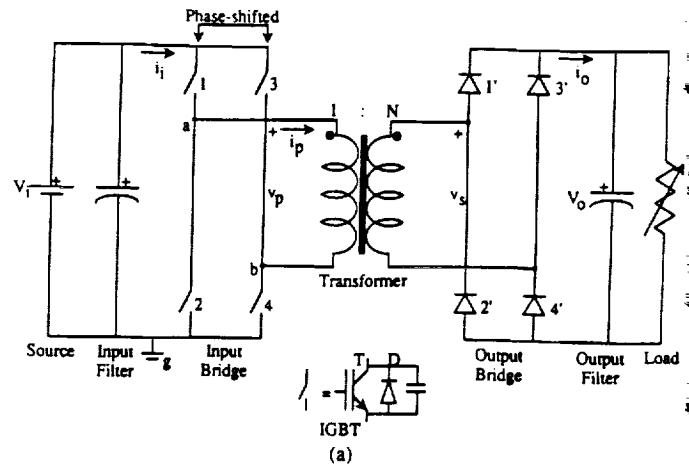 Phase-shifted
i_i
1
3
i_o
1'
3'
a
+
i_p
1 : N
+
V_i
+
+
v_p
v_s
V_o
+
b
Transformer
2
4
2'
4'
g
Source
Input
Filter
Input
Bridge
Output
Bridge
Output
Filter
Load
T
D
=
IGBT
(a)